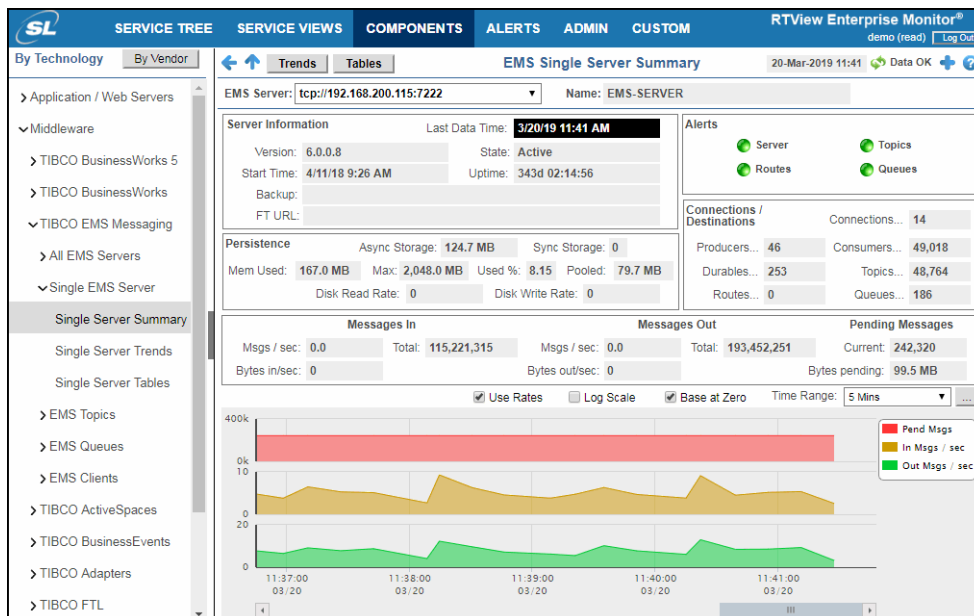 SL SERVICE TREE SERVICE VIEWS COMPONENTS ALERTS ADMIN CUSTOM RTView Enterprise Monitor®
demo (read) Log Out
By Technology By Vendor
Application / Web Servers
Middleware
TIBCO BusinessWorks 5
TIBCO BusinessWorks
TIBCO EMS Messaging
All EMS Servers
Single EMS Server
Single Server Summary
Single Server Trends
Single Server Tables
EMS Topics
EMS Queues
EMS Clients
TIBCO ActiveSpaces
TIBCO BusinessEvents
TIBCO Adapters
TIBCO FTL
Trends Tables EMS Single Server Summary 20-Mar-2019 11:41 Data OK ?
EMS Server: tcp://192.168.200.115:7222 Name: EMS-SERVER
Server Information Last Data Time: 3/20/19 11:41 AM
Version: 6.0.0.8 State: Active
Start Time: 4/11/18 9:26 AM Uptime: 343d 02:14:56
Backup:
FT URL:
Alerts
Server Topics
Routes Queues
Persistence Async Storage: 124.7 MB Sync Storage: 0
Mem Used: 167.0 MB Max: 2,048.0 MB Used %: 8.15 Pooled: 79.7 MB
Disk Read Rate: 0 Disk Write Rate: 0
Connections /
Destinations Connections... 14
Producers... 46 Consumers... 49,018
Durables... 253 Topics... 48,764
Routes... 0 Queues... 186
Messages In Messages Out Pending Messages
Msgs / sec: 0.0 Total: 115,221,315 Msgs / sec: 0.0 Total: 193,452,251 Current: 242,320
Bytes in/sec: 0 Bytes out/sec: 0 Bytes pending: 99.5 MB
Use Rates Log Scale Base at Zero Time Range: 5 Mins ...
400k
0k
10
0
20
0
11:37:00 11:38:00 11:39:00 11:40:00 11:41:00
03/20 03/20 03/20 03/20 03/20
Pend Msgs
In Msgs / sec
Out Msgs / sec